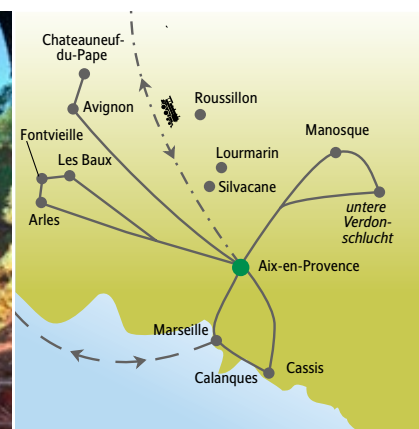 Chateauneuf-
du-Pape
Roussillon
Avignon
Manosque
Fontvieille
Les Baux
Lourmarin
Silvacane
Arles
untere
Verdon-
schlucht
Aix-en-Provence
Marseille
Cassis
Calanques